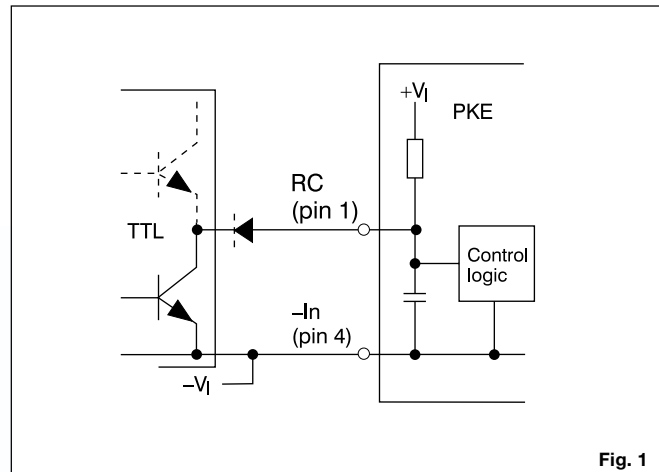 +VI
PKE
RC
(pin 1)
TTL
Control
logic
–In
(pin 4)
–VI
Fig. 1